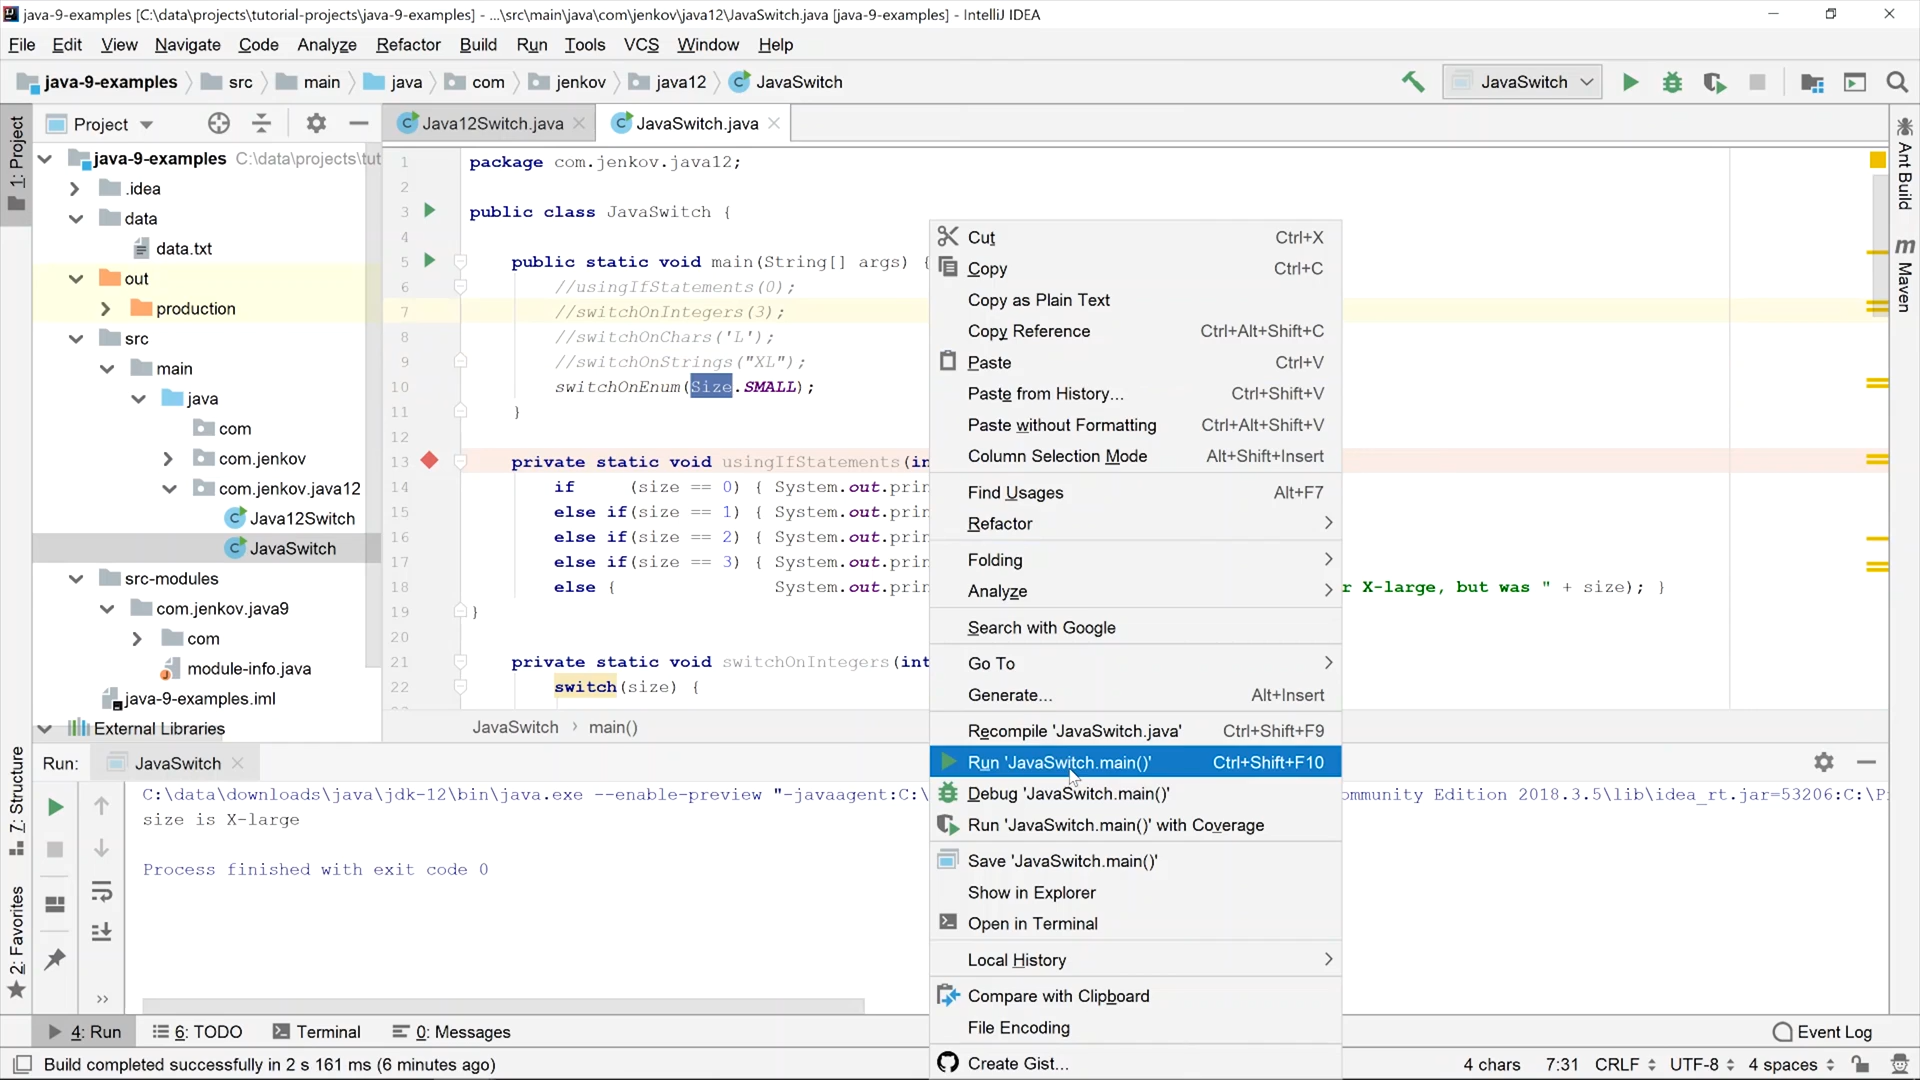 java-9-examples [C:\data\projects\tutorial-projects\java-9-examples] - ...\src\main\java\com\jenkov\java12\JavaSwitch.java [java-9-examples] - IntelliJ IDEA
File Edit View Navigate Code Analyze Refactor Build Run Tools VCS Window Help
java-9-examples src main java com jenkov java12 JavaSwitch
JavaSwitch
Project
Java12Switch.java
JavaSwitch.java
1: Project
7: Structure
2: Favorites
Ant Build
Maven
java-9-examples C:\data\projects\tut
.idea
data
data.txt
out
production
src
main
java
com
com.jenkov
com.jenkov.java12
Java12Switch
JavaSwitch
src-modules
com.jenkov.java9
com
module-info.java
java-9-examples.iml
External Libraries
1 package com.jenkov.java12;
2
3 public class JavaSwitch {
4
5 public static void main(String[] args) {
6 //usingIfStatements(0);
7 //switchOnIntegers(3);
8 //switchOnChars('L');
9 //switchOnStrings("XL");
10 switchOnEnum(Size.SMALL);
11 }
12
13 private static void usingIfStatements(in
14 if (size == 0) { System.out.prin
15 else if(size == 1) { System.out.prin
16 else if(size == 2) { System.out.prin
17 else if(size == 3) { System.out.prin
18 else { System.out.prin r X-large, but was " + size); }
19 }
20
21 private static void switchOnIntegers(int
22 switch(size) {
JavaSwitch main()
Cut Ctrl+X
Copy Ctrl+C
Copy as Plain Text
Copy Reference Ctrl+Alt+Shift+C
Paste Ctrl+V
Paste from History... Ctrl+Shift+V
Paste without Formatting Ctrl+Alt+Shift+V
Column Selection Mode Alt+Shift+Insert
Find Usages Alt+F7
Refactor
Folding
Analyze
Search with Google
Go To
Generate... Alt+Insert
Recompile 'JavaSwitch.java' Ctrl+Shift+F9
Run 'JavaSwitch.main()' Ctrl+Shift+F10
Debug 'JavaSwitch.main()'
Run 'JavaSwitch.main()' with Coverage
Save 'JavaSwitch.main()'
Show in Explorer
Open in Terminal
Local History
Compare with Clipboard
File Encoding
Create Gist...
Run: JavaSwitch
C:\data\downloads\java\jdk-12\bin\java.exe --enable-preview "-javaagent:C:\ ommunity Edition 2018.3.5\lib\idea_rt.jar=53206:C:\P
size is X-large
Process finished with exit code 0
4: Run 6: TODO Terminal 0: Messages Event Log
Build completed successfully in 2 s 161 ms (6 minutes ago) 4 chars 7:31 CRLF UTF-8 4 spaces